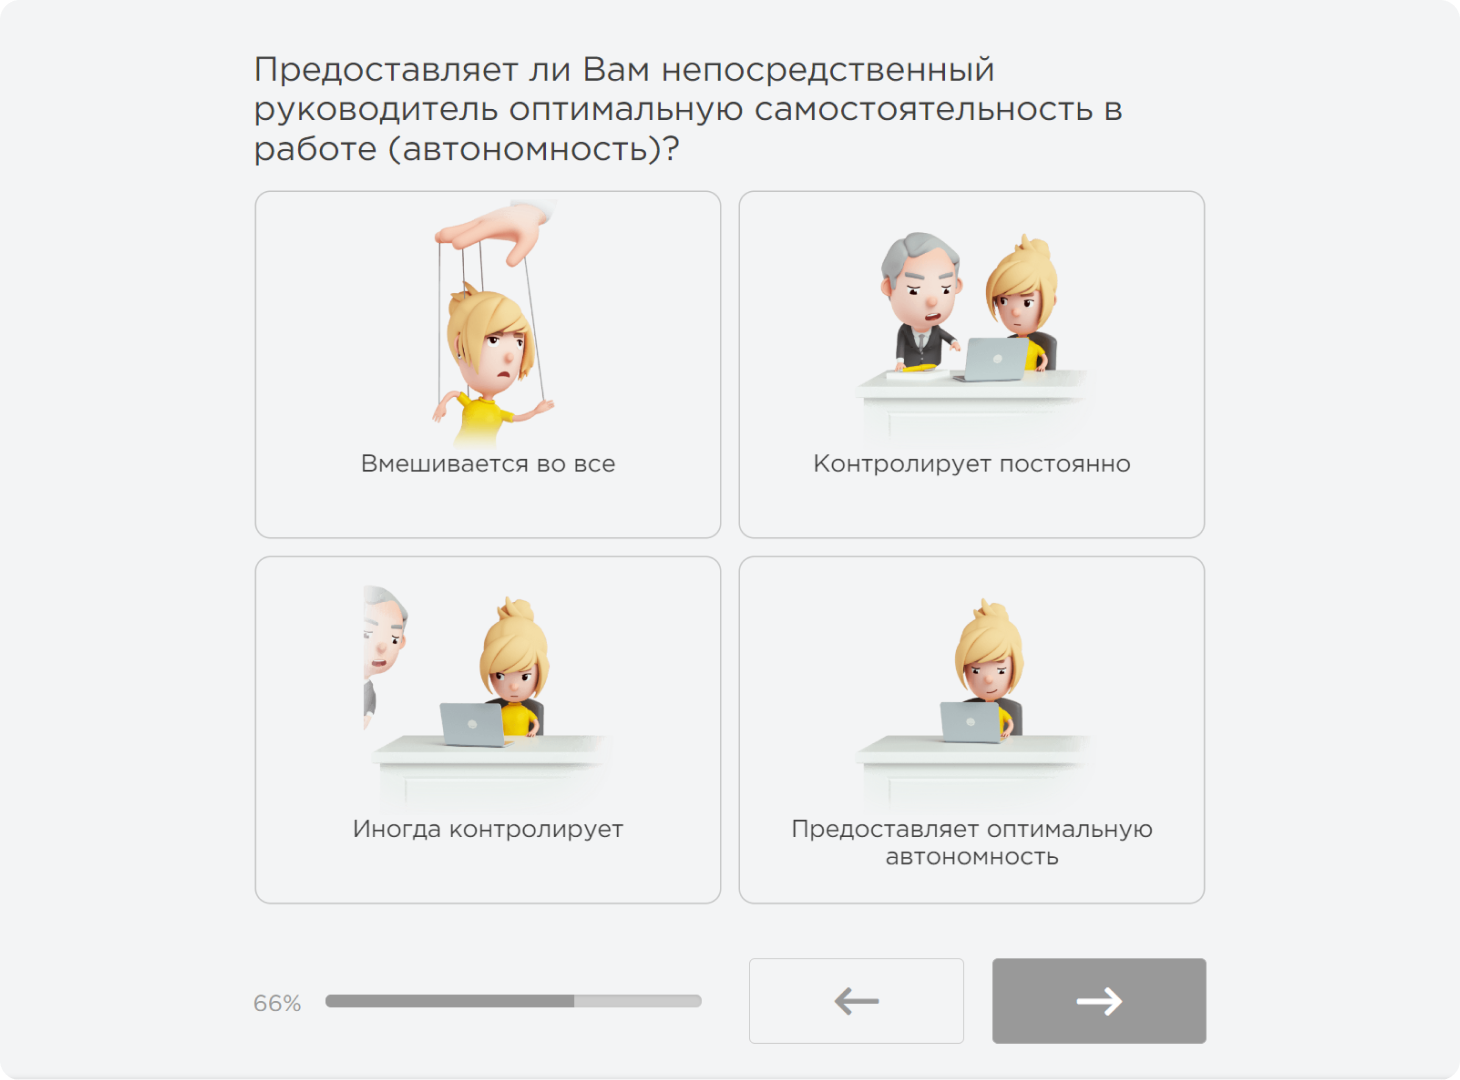 Предоставляет ли Вам непосредственный
руководитель оптимальную самостоятельность в
работе (автономность)?
Вмешивается во все
Контролирует постоянно
Иногда контролирует
Предоставляет оптимальную
автономность
66%